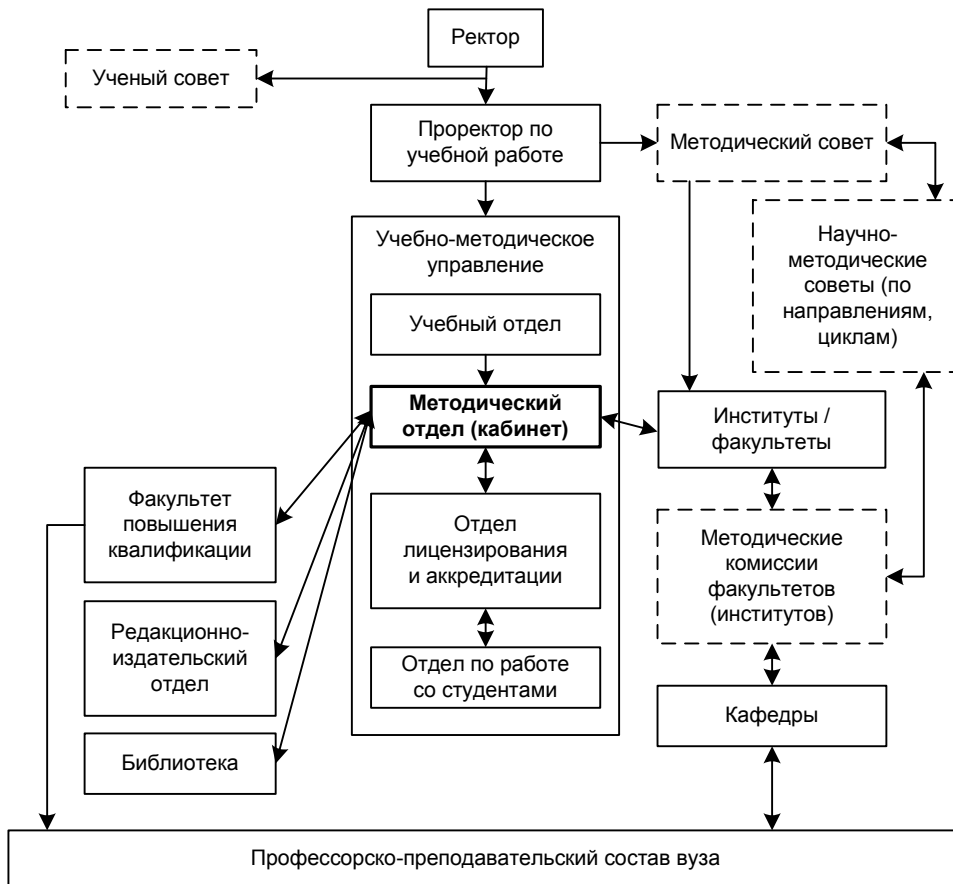 Ректор
Ученый совет
Проректор по
учебной работе
Методический совет
Учебно-методическое
управление
Научно-
методические
советы (по
направлениям,
циклам)
Учебный отдел
Методический
отдел (кабинет)
Институты /
факультеты
Факультет
повышения
квалификации
Отдел
лицензирования
и аккредитации
Методические
комиссии
факультетов
(институтов)
Редакционно-
издательский
отдел
Отдел по работе
со студентами
Кафедры
Библиотека
Профессорско-преподавательский состав вуза